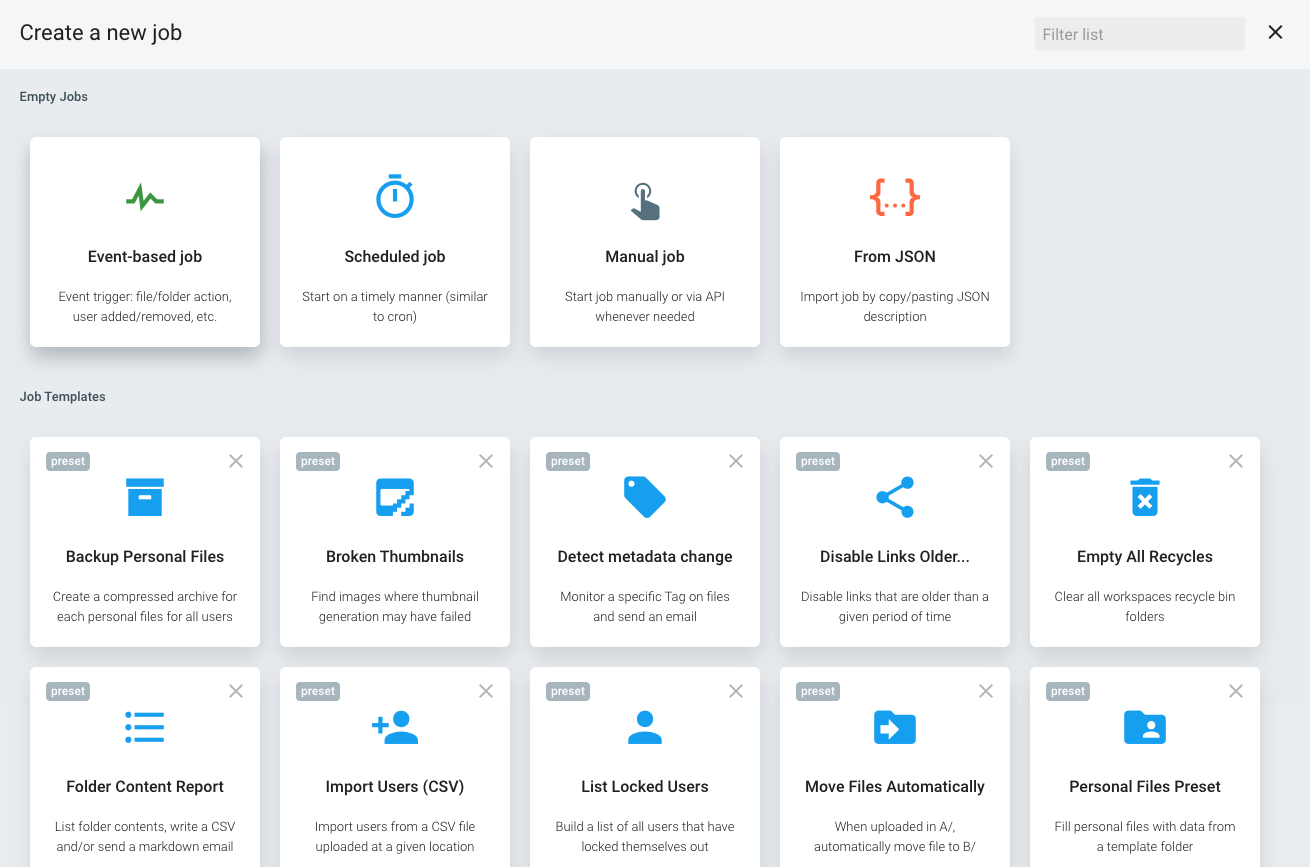 Create a new job
Filter list
Empty Jobs
{...}
Event-based job
Event trigger: file/folder action,
user added/removed, etc.
Scheduled job
Start on a timely manner (similar
to cron)
Manual job
Start job manually or via API
whenever needed
From JSON
Import job by copy/pasting JSON
description
Job Templates
preset
Backup Personal Files
Create a compressed archive for
each personal files for all users
preset
Broken Thumbnails
Find images where thumbnail
generation may have failed
preset
Detect metadata change
Monitor a specific Tag on files
and send an email
preset
Disable Links Older...
Disable links that are older than a
given period of time
preset
Empty All Recycles
Clear all workspaces recycle bin
folders
preset
Folder Content Report
List folder contents, write a CSV
and/or send a markdown email
preset
Import Users (CSV)
Import users from a CSV file
uploaded at a given location
preset
List Locked Users
Build a list of all users that have
locked themselves out
preset
Move Files Automatically
When uploaded in A/,
automatically move file to B/
preset
Personal Files Preset
Fill personal files with data from
a template folder